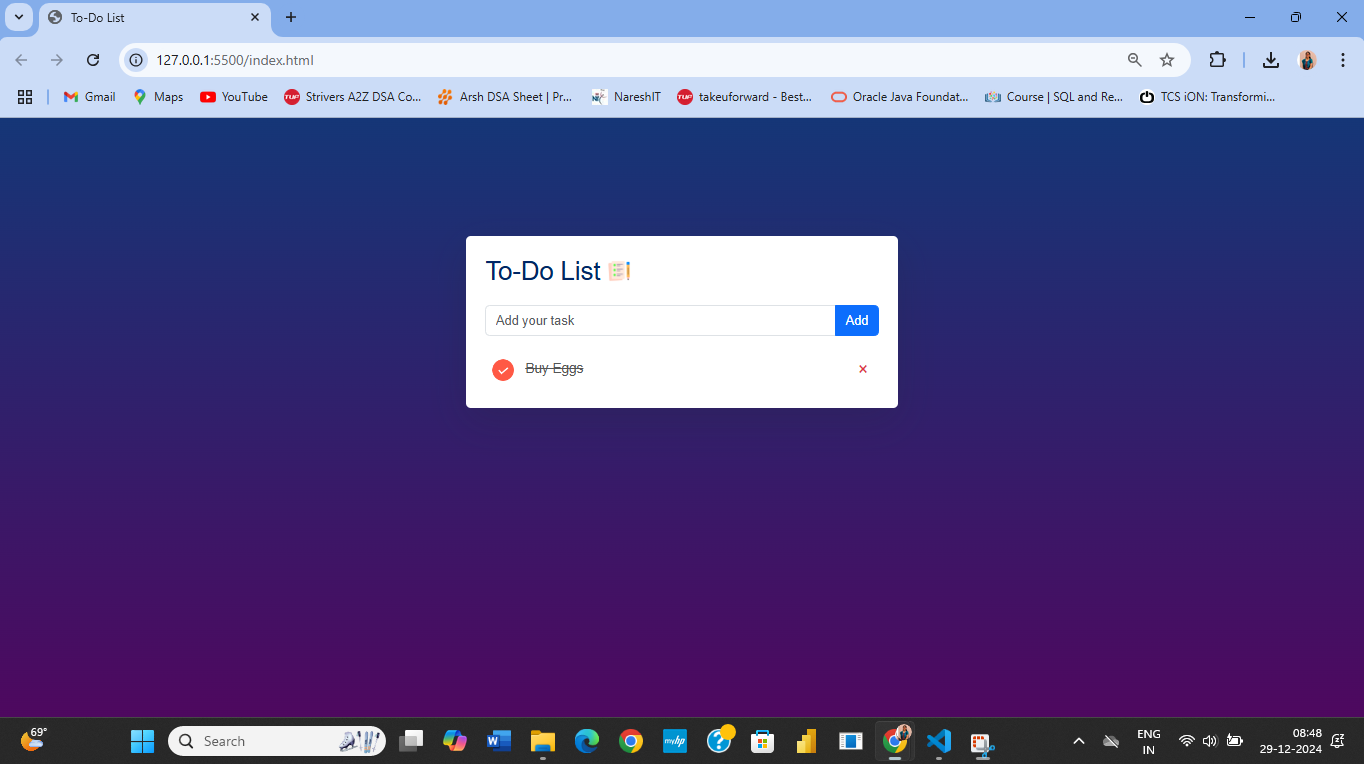 To-Do List
127.0.0.1:5500/index.html
Gmail Maps YouTube Strivers A2Z DSA Co... Arsh DSA Sheet | Pr... NareshIT takeuforward - Best... Oracle Java Foundat... Course | SQL and Re... TCS iON: Transformi...
To-Do List
Add your task Add
Buy Eggs
69° Search ENG 08:48
IN 29-12-2024